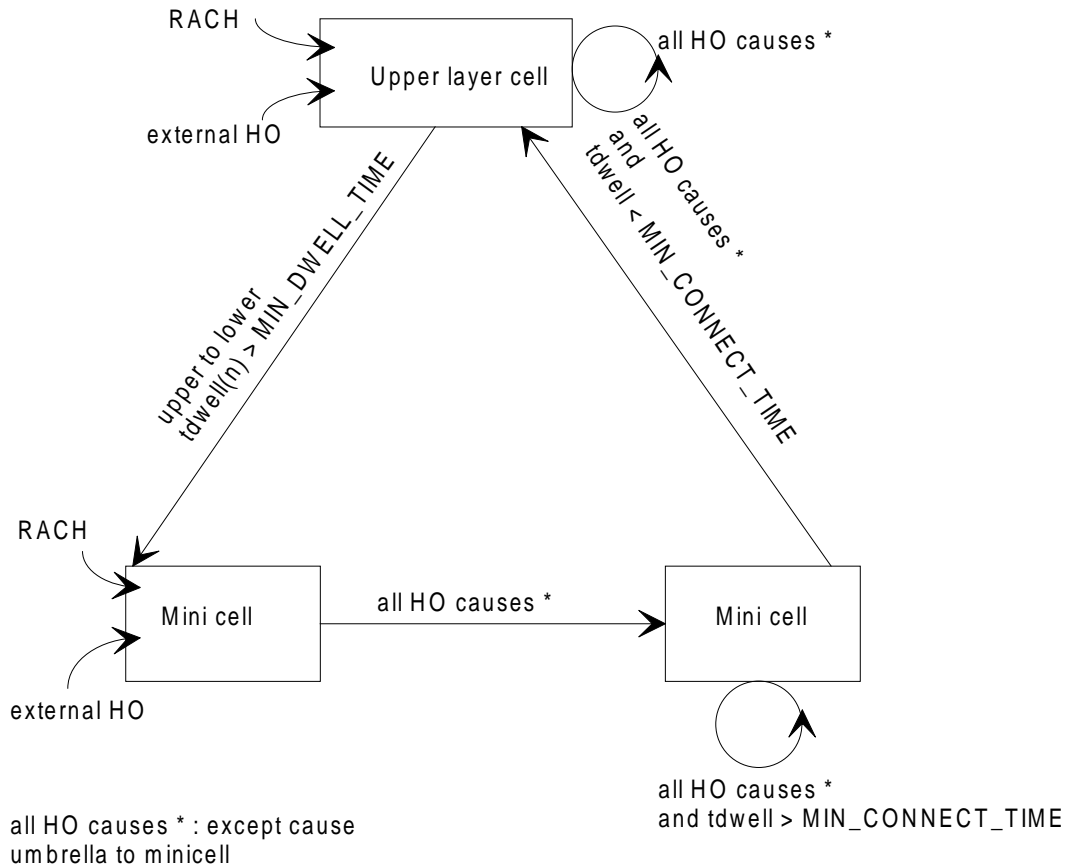 RACH
Upper layer cell
all HO causes *
external HO
all HO causes *
and
tdwell < MIN_CONNECT_TIME
upper to lower
tdwell(n) > MIN_DWELL_TIME
RACH
Mini cell
all HO causes *
Mini cell
external HO
all HO causes *
and tdwell > MIN_CONNECT_TIME
all HO causes * : except cause
umbrella to minicell